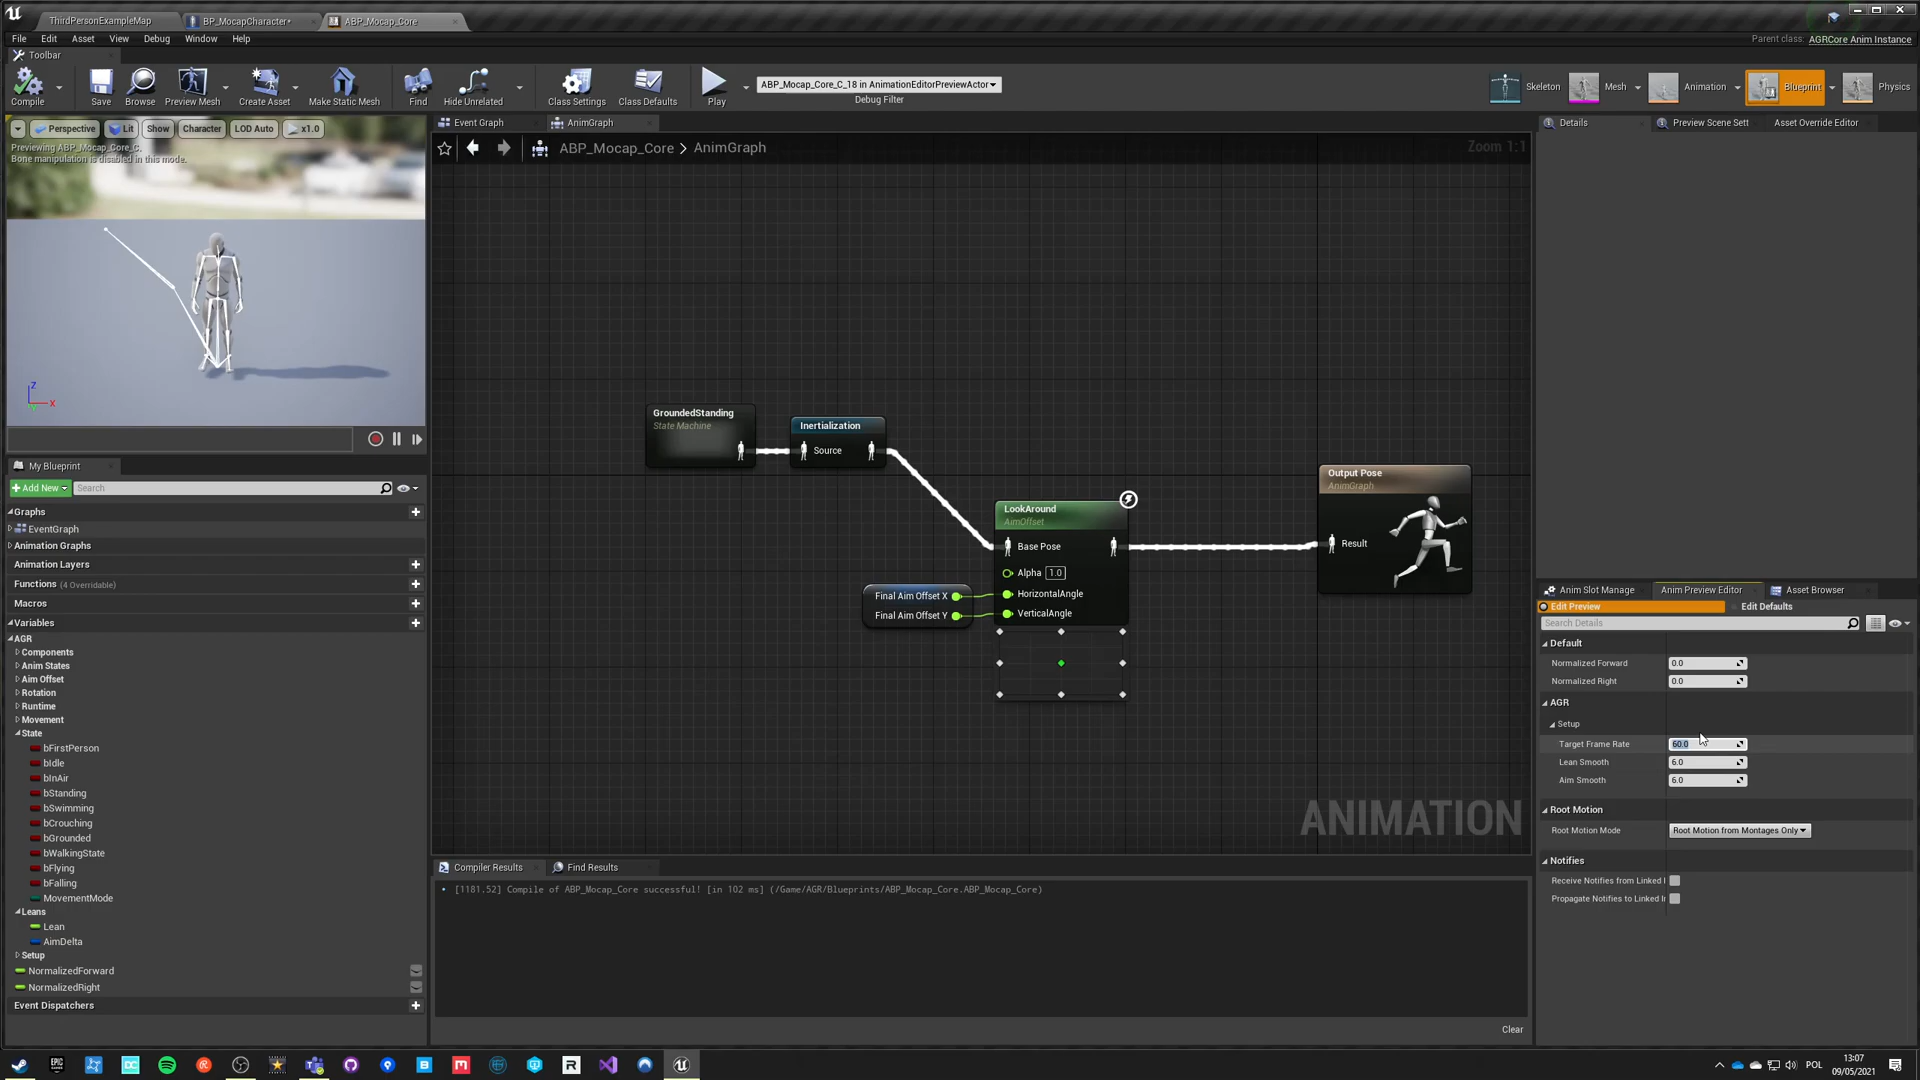 ThirdPersonExampleMap
BP_MocapCharacter*
ABP_Mocap_Core
File Edit Asset View Debug Window Help
Parent class: AGRCore Anim Instance
Toolbar
Compile
Save
Browse
Preview Mesh
Create Asset
Make Static Mesh
Find
Hide Unrelated
Class Settings
Class Defaults
Play
ABP_Mocap_Core_C_18 in AnimationEditorPreviewActor
Debug Filter
Skeleton
Mesh
Animation
Blueprint
Physics
Perspective Lit Show Character LOD Auto x1.0
Previewing ABP_Mocap_Core_C.
Bone manipulation is disabled in this mode.
Z
X
Event Graph
AnimGraph
ABP_Mocap_Core > AnimGraph
Zoom 1:1
GroundedStanding
State Machine
Inertialization
Source
LookAround
AimOffset
Base Pose
Alpha 1.0
HorizontalAngle
VerticalAngle
Final Aim Offset X
Final Aim Offset Y
Output Pose
AnimGraph
Result
ANIMATION
My Blueprint
+ Add New
Search
Graphs
EventGraph
Animation Graphs
Animation Layers
Functions (4 Overridable)
Macros
Variables
AGR
Components
Anim States
Aim Offset
Rotation
Runtime
Movement
State
bFirstPerson
bIdle
bInAir
bStanding
bSwimming
bCrouching
bGrounded
bWalkingState
bFlying
bFalling
MovementMode
Leans
Lean
AimDelta
Setup
NormalizedForward
NormalizedRight
Event Dispatchers
Compiler Results
Find Results
[1181.52] Compile of ABP_Mocap_Core successful! [in 102 ms] (/Game/AGR/Blueprints/ABP_Mocap_Core.ABP_Mocap_Core)
Clear
Details
Preview Scene Sett
Asset Override Editor
Anim Slot Manage
Anim Preview Editor
Asset Browser
Edit Preview
Edit Defaults
Search Details
Default
Normalized Forward 0.0
Normalized Right 0.0
AGR
Setup
Target Frame Rate 60.0
Lean Smooth 6.0
Aim Smooth 6.0
Root Motion
Root Motion Mode Root Motion from Montages Only
Notifies
Receive Notifies from Linked I
Propagate Notifies to Linked I
POL
13:07
09/05/2021